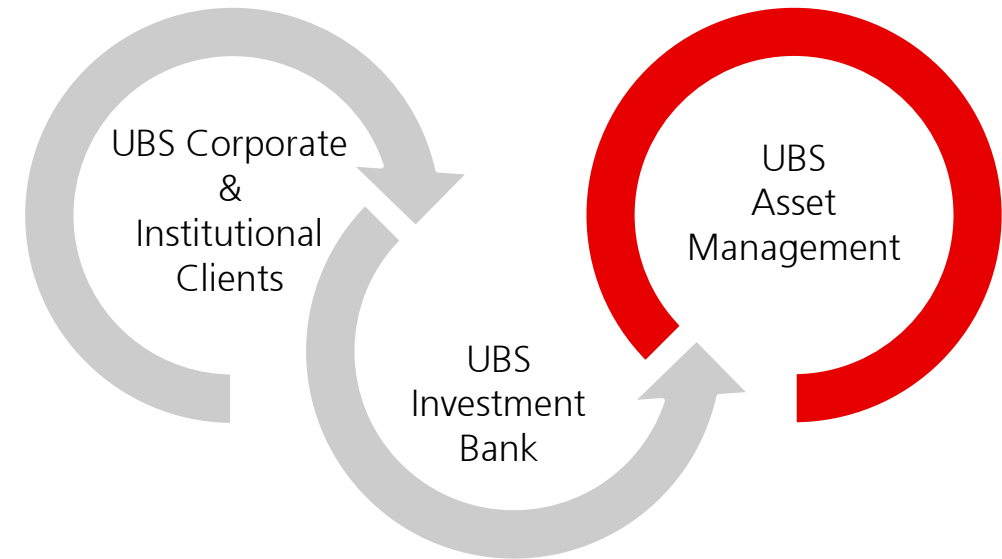 UBS Corporate
&
Institutional
Clients
UBS
Investment
Bank
UBS
Asset
Management